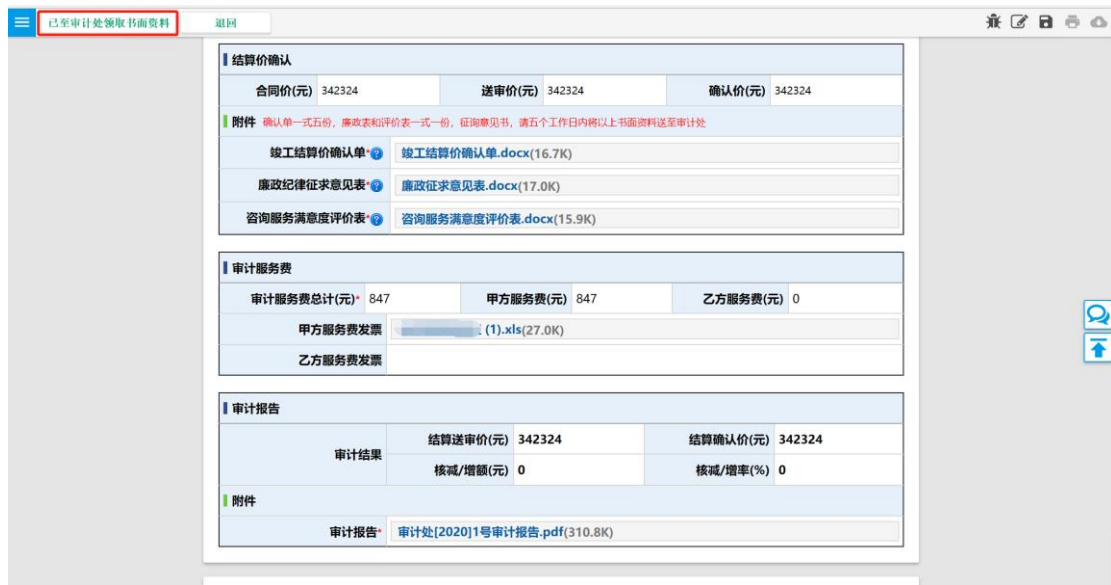 已至审计处领取书面资料 退回
结算价确认
合同价(元) 342324 送审价(元) 342324 确认价(元) 342324
附件 确认单一式五份，廉政表和评价表一式一份，征询意见书，请五个工作日内将以上书面资料送至审计处
竣工结算价确认单* 竣工结算价确认单.docx(16.7K)
廉政纪律征求意见表* 廉政征求意见表.docx(17.0K)
咨询服务满意度评价表* 咨询服务满意度评价表.docx(15.9K)
审计服务费
审计服务费总计(元)* 847 甲方服务费(元) 847 乙方服务费(元) 0
甲方服务费发票 (1).xls(27.0K)
乙方服务费发票
审计报告
审计结果 结算送审价(元) 342324 结算确认价(元) 342324
核减/增额(元) 0 核减/增率(%) 0
附件
审计报告* 审计处[2020]1号审计报告.pdf(310.8K)